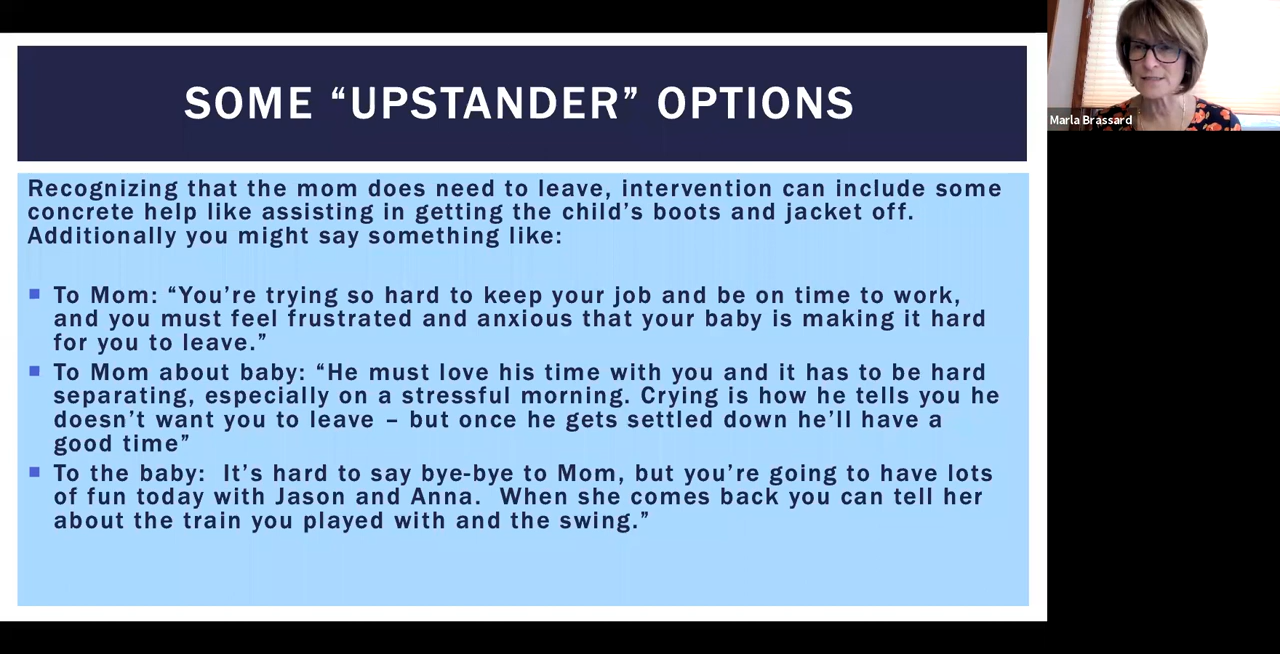 SOME “UPSTANDER” OPTIONS
Marla Brassard
Recognizing that the mom does need to leave, intervention can include some
concrete help like assisting in getting the child’s boots and jacket off.
Additionally you might say something like:
To Mom: “You’re trying so hard to keep your job and be on time to work,
and you must feel frustrated and anxious that your baby is making it hard
for you to leave.”
To Mom about baby: “He must love his time with you and it has to be hard
separating, especially on a stressful morning. Crying is how he tells you he
doesn’t want you to leave – but once he gets settled down he’ll have a
good time”
To the baby:  It’s hard to say bye-bye to Mom, but you’re going to have lots
of fun today with Jason and Anna.  When she comes back you can tell her
about the train you played with and the swing.”